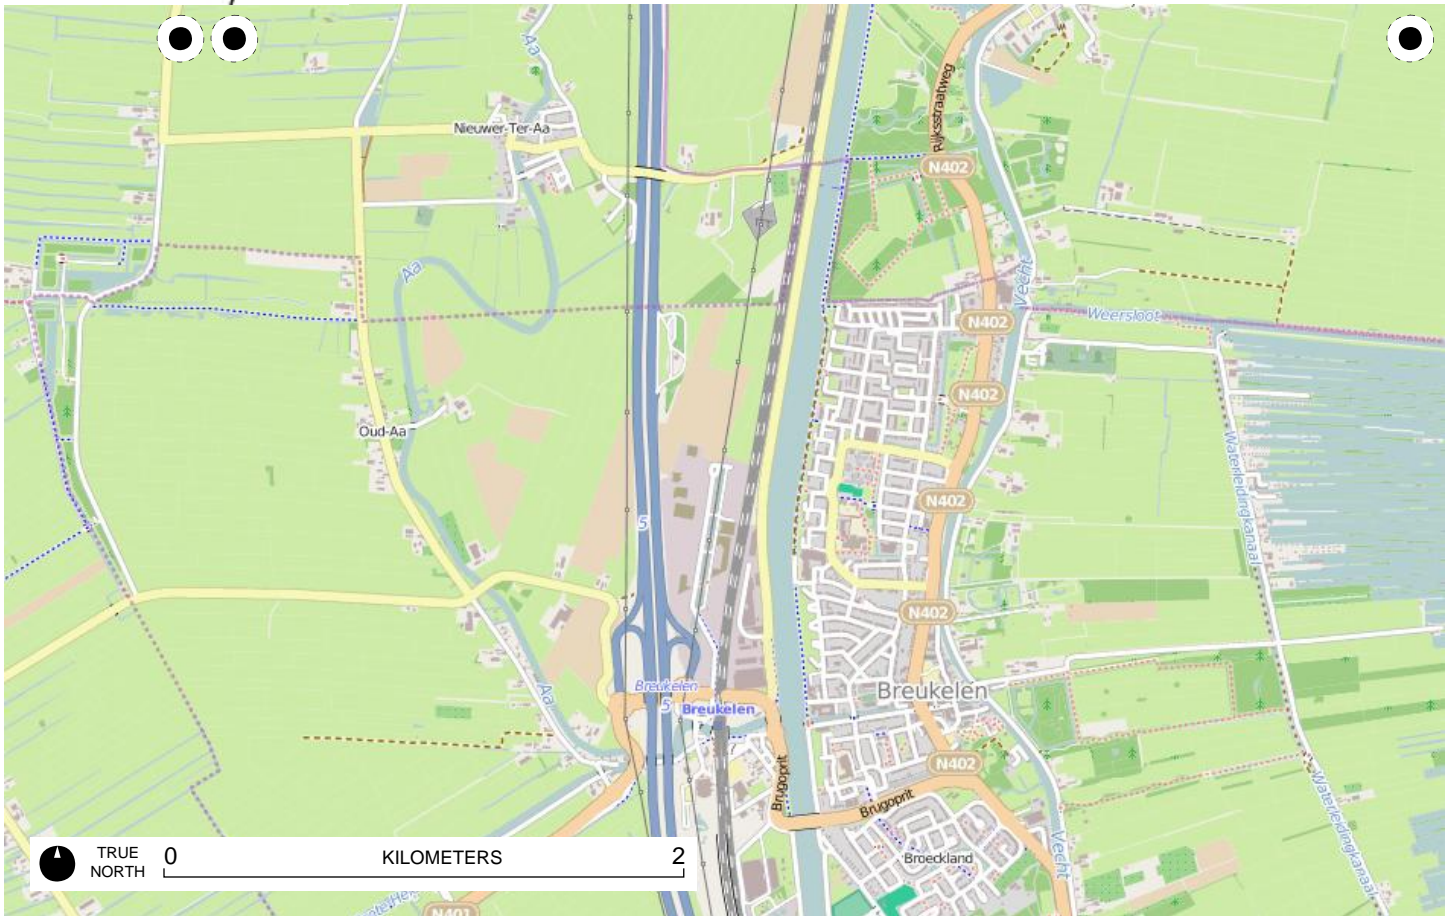 Aa
Rijksstraatweg
Nieuwer-Ter-Aa
N402
Aa
Vecht
Weersloot
N402
N402
Oud-Aa
Waterleidingkanaal
N402
5
N402
Aa
Breukelen
Breukelen
5
Breukelen
N402
Brugoprit
Brugoprit
Waterleidingkanaal
Vecht
Broeckland
TRUE
NORTH
0
KILOMETERS
2
N401